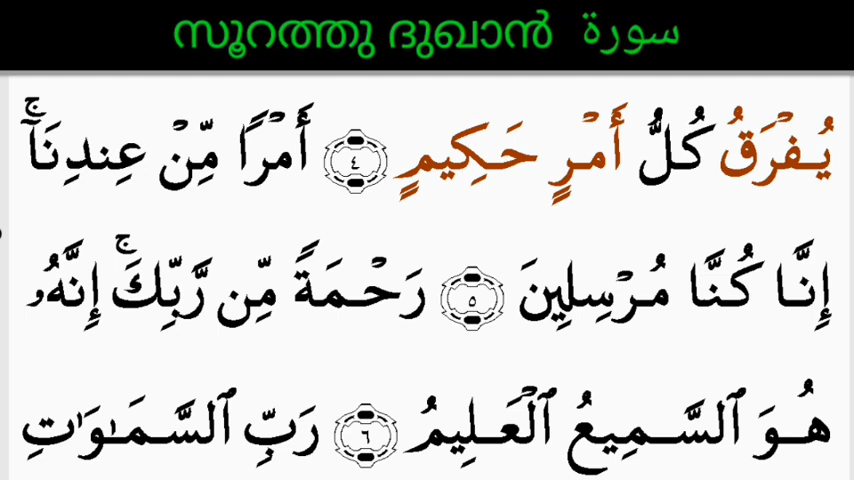 സൂറത്തു ദുഖാൻ سورة
يُفْرَقُ كُلُّ أَمْرٍ حَكِيمٍ ٤ أَمْرًا مِّنْ عِندِنَآ ۚ
إِنَّا كُنَّا مُرْسِلِينَ ٥ رَحْمَةً مِّن رَّبِّكَ ۚ إِنَّهُۥ
هُوَ ٱلسَّمِيعُ ٱلْعَلِيمُ ٦ رَبِّ ٱلسَّمَٰوَٰتِ